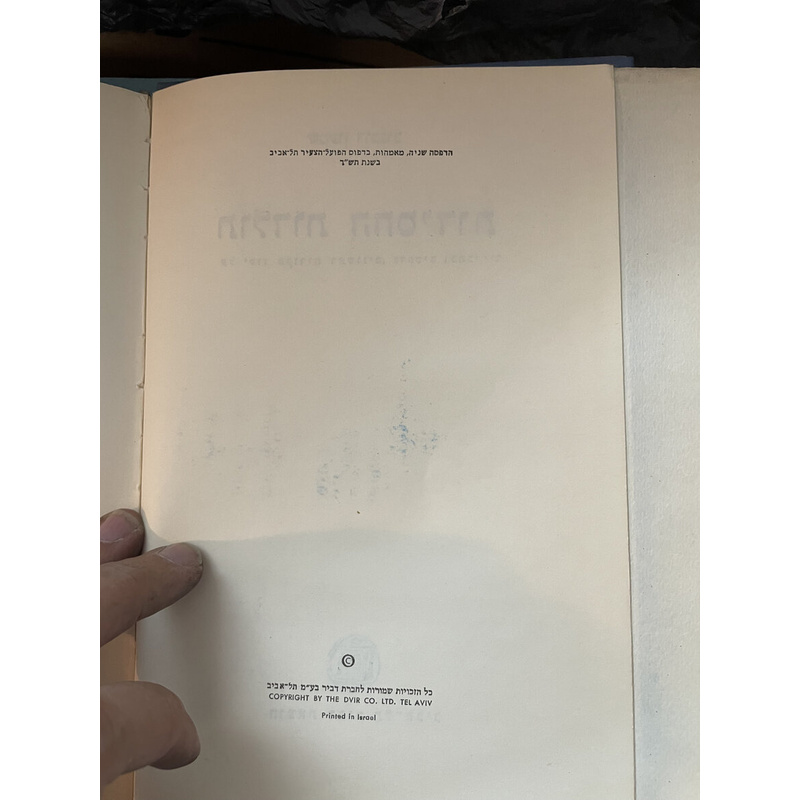 הדפסה שניה, מאמהות, בדפוס הפועל־הצעיר תל־אביב
בשנת תש״ך
©
כל הזכויות שמורות לחברת דביר בע״מ תל־אביב
COPYRIGHT BY THE DVIR CO. LTD. TEL AVIV
Printed in Israel